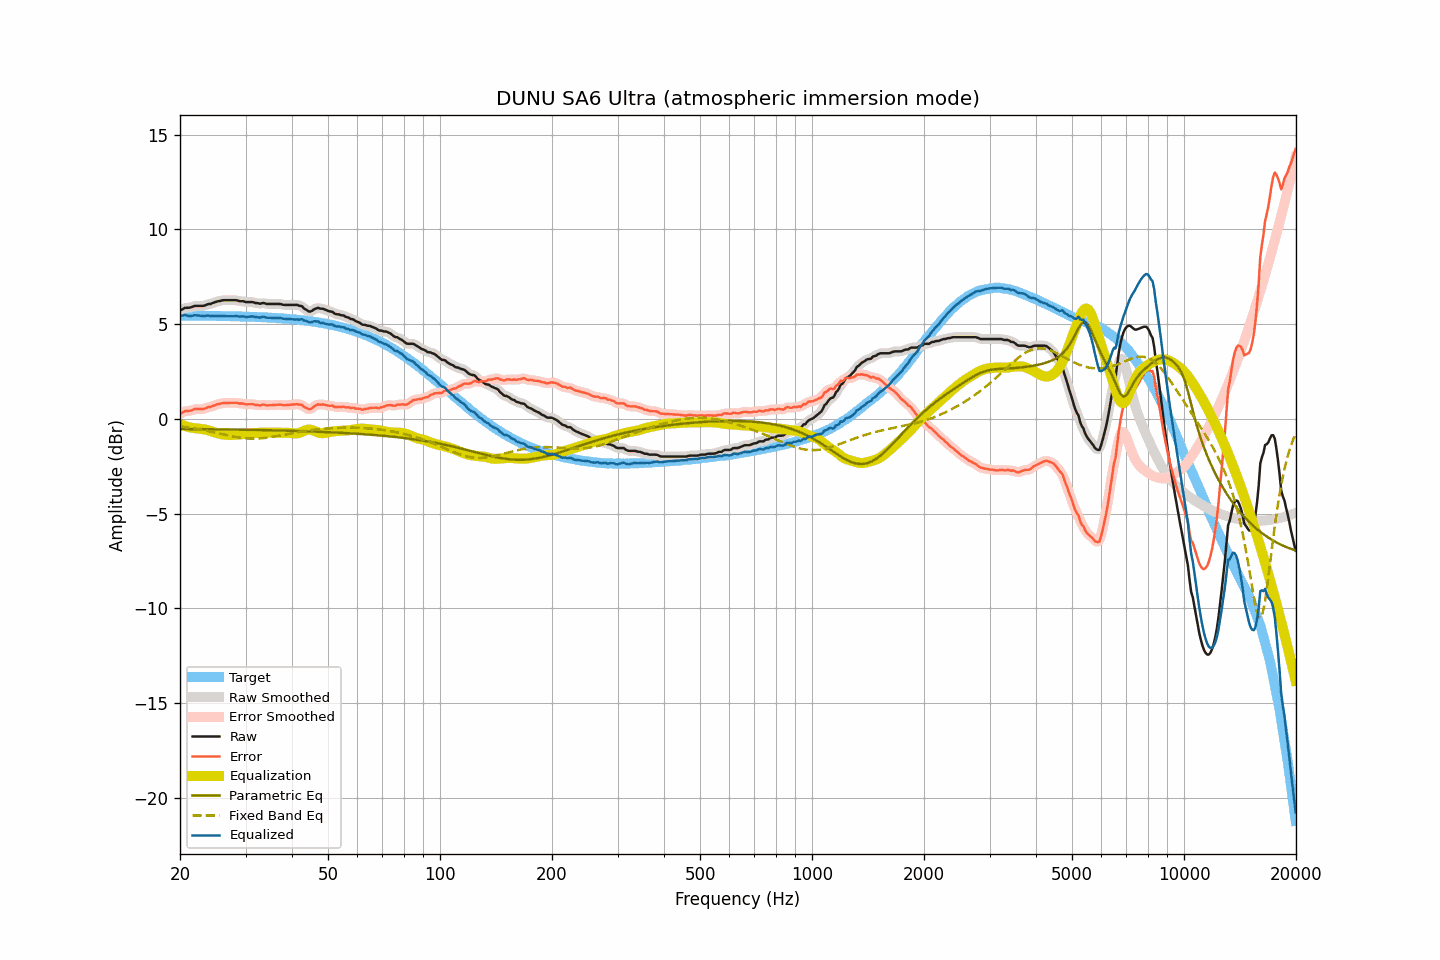 DUNU SA6 Ultra (atmospheric immersion mode)
15
10
5
0
−5
−10
−15
−20
Amplitude (dBr)
Target
Raw Smoothed
Error Smoothed
Raw
Error
Equalization
Parametric Eq
Fixed Band Eq
Equalized
20 50 100 200 500 1000 2000 5000 10000 20000
Frequency (Hz)